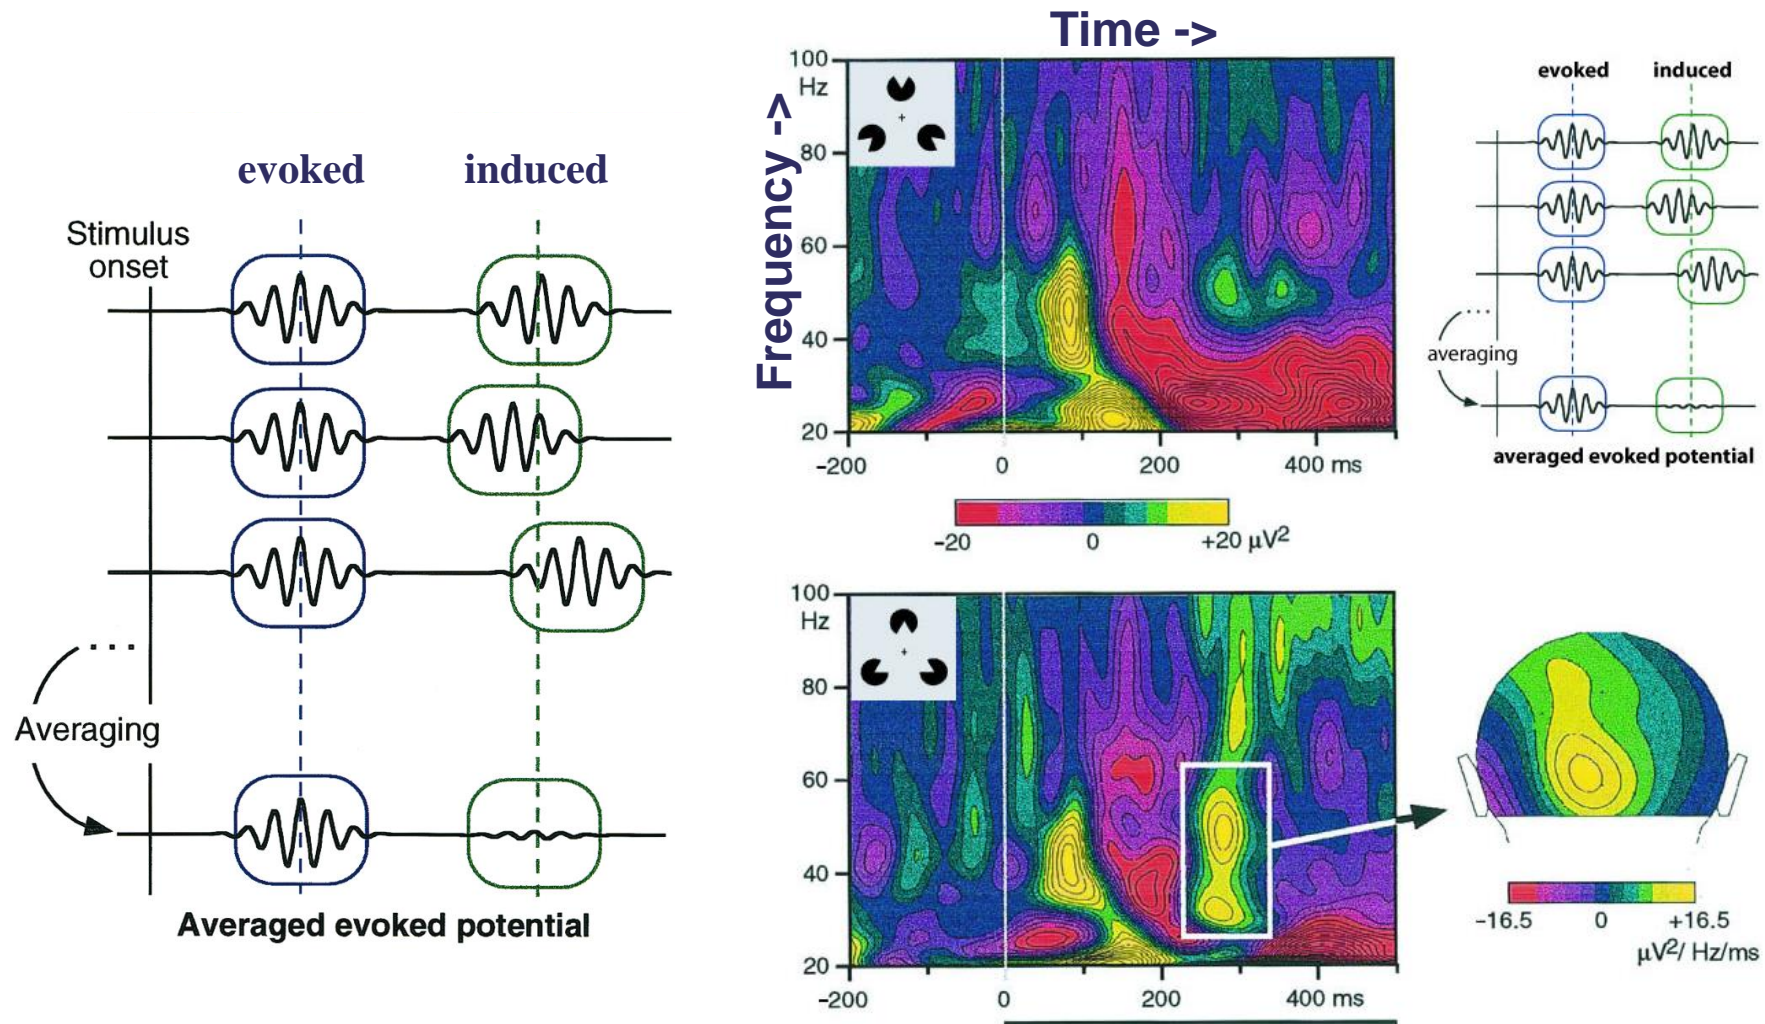 evoked induced
Stimulus
onset
. . .
Averaging
Averaged evoked potential
Time ->
Frequency ->
100
Hz
80
60
40
20
-200 0 200 400 ms
-20 0 +20 µV²
100
Hz
80
60
40
20
-200 0 200 400 ms
evoked induced
. . .
averaging
averaged evoked potential
-16.5 0 +16.5
µV²/ Hz/ms